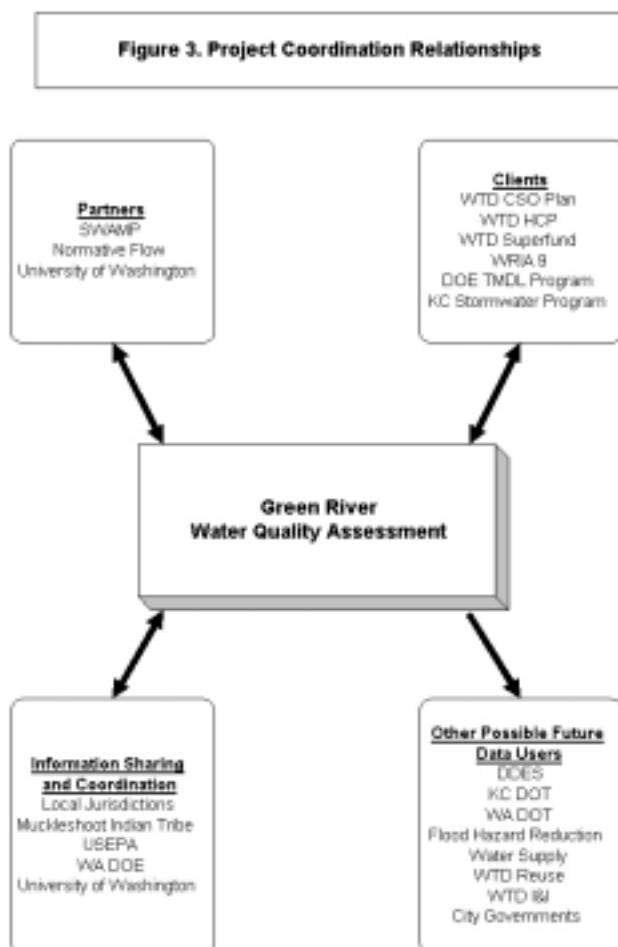 Figure 3. Project Coordination Relationships
Partners
SWAMP
Normative Flow
University of Washington
Clients
WTD CSO Plan
WTD HCP
WTD Superfund
WRIA 9
DOE TMDL Program
KC Stormwater Program
Green River
Water Quality Assessment
Information Sharing
and Coordination
Local Jurisdictions
Muckleshoot Indian Tribe
USEPA
WA DOE
University of Washington
Other Possible Future
Data Users
DDES
KC DOT
WA DOT
Flood Hazard Reduction
Water Supply
WTD Reuse
WTD I&I
City Governments